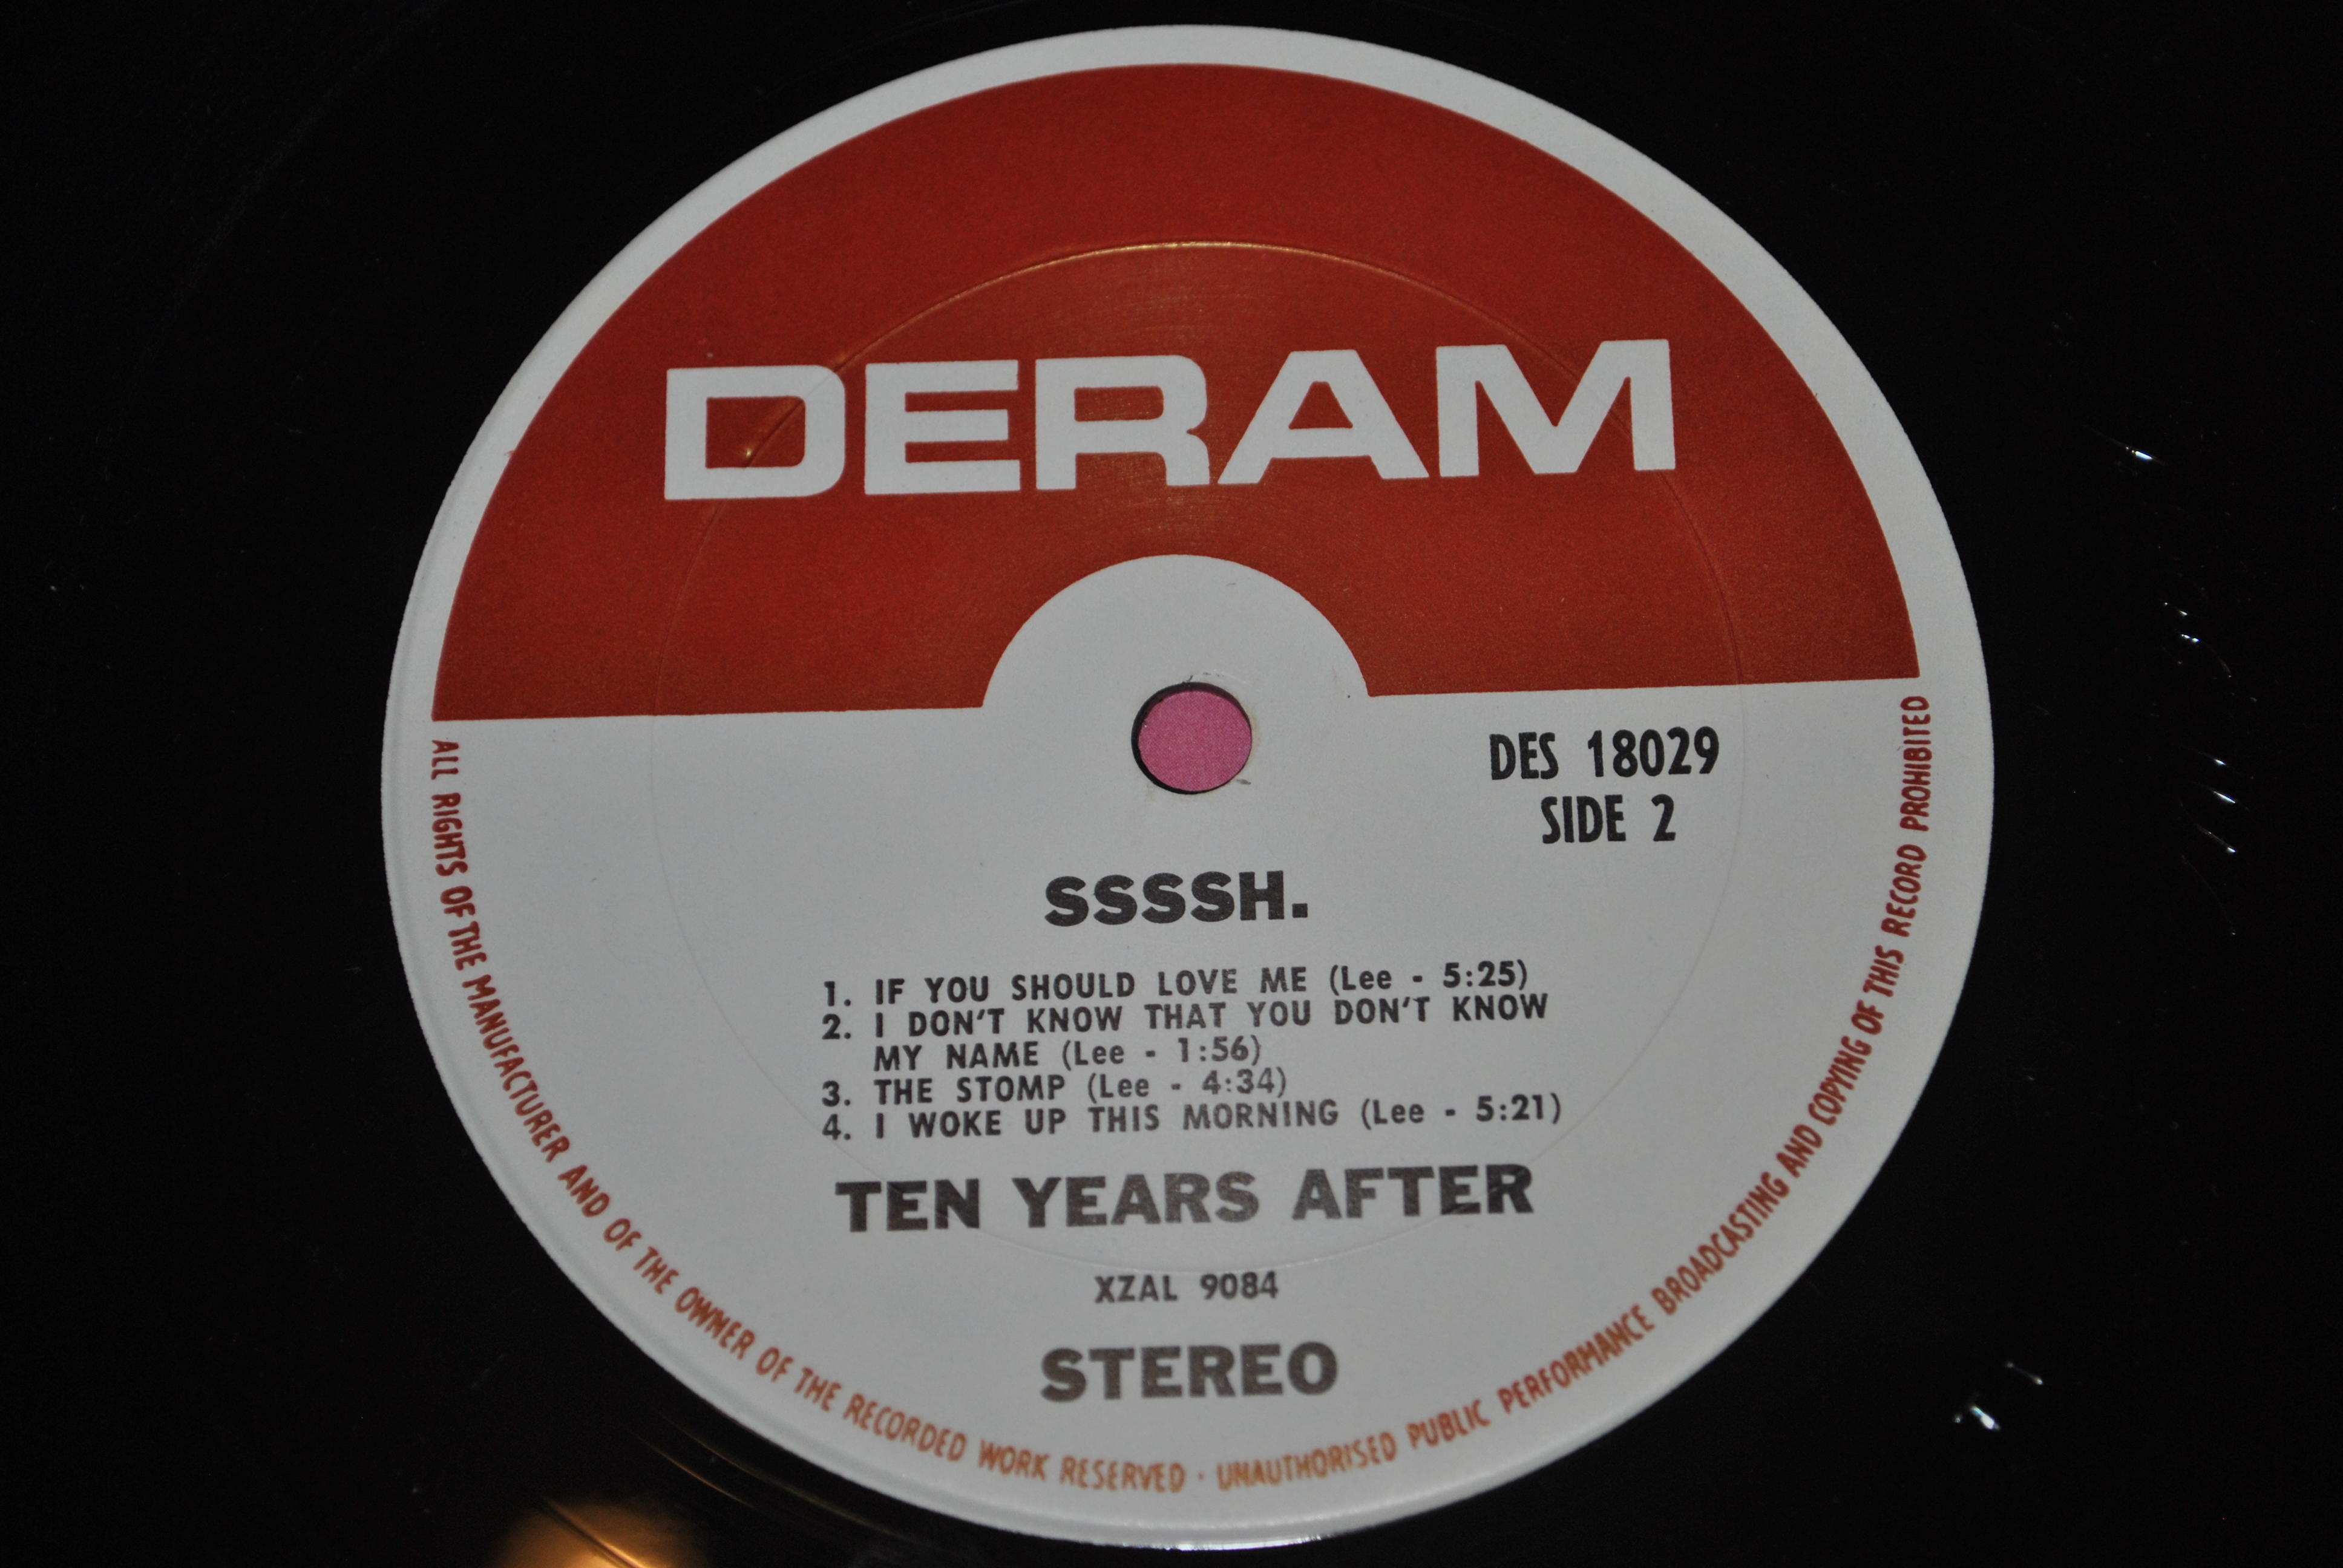 DERAM
DES 18029
SIDE 2
SSSSH.
1. IF YOU SHOULD LOVE ME (Lee - 5:25)
2. I DON'T KNOW THAT YOU DON'T KNOW
MY NAME (Lee - 1:56)
3. THE STOMP (Lee - 4:34)
4. I WOKE UP THIS MORNING (Lee - 5:21)
TEN YEARS AFTER
XZAL 9084
STEREO
ALL RIGHTS OF THE MANUFACTURER AND OF THE OWNER OF THE RECORDED WORK RESERVED · UNAUTHORISED PUBLIC PERFORMANCE BROADCASTING AND COPYING OF THIS RECORD PROHIBITED